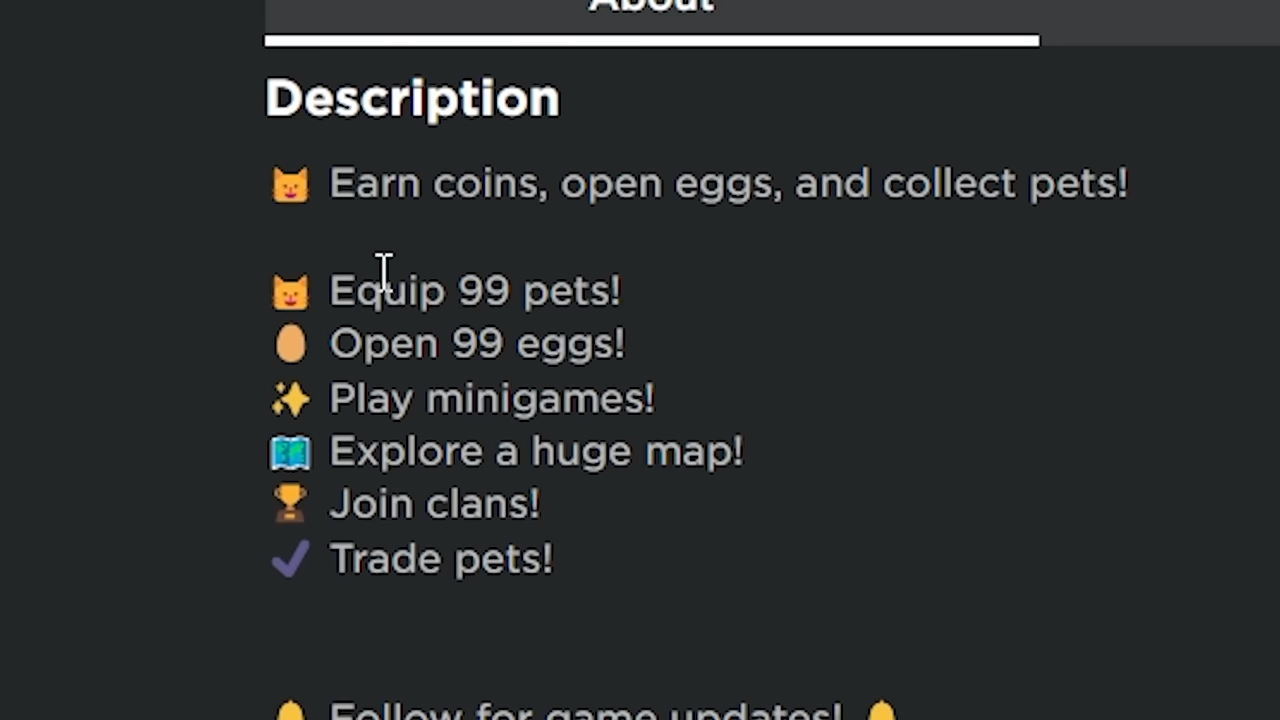 About
Description
Earn coins, open eggs, and collect pets!
Equip 99 pets!
Open 99 eggs!
Play minigames!
Explore a huge map!
Join clans!
Trade pets!
Follow for game updates!